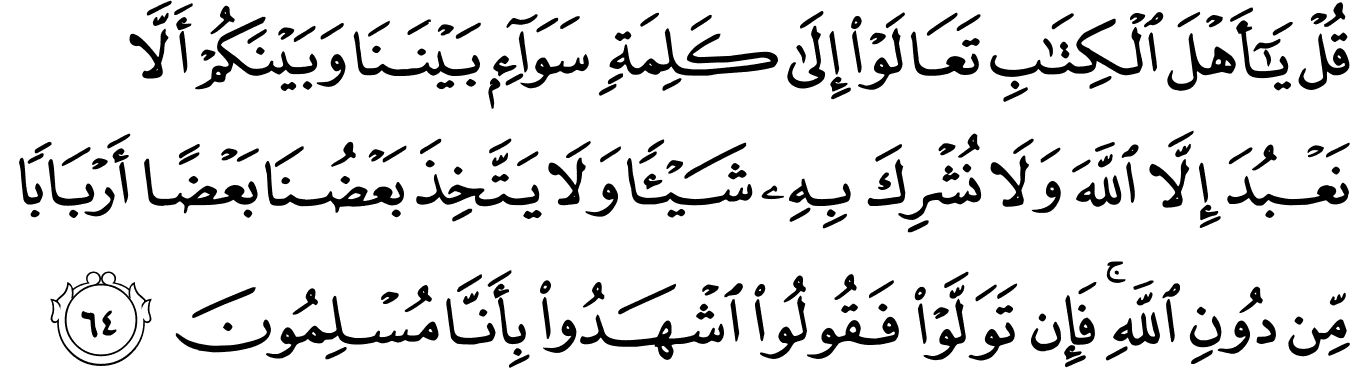 قُلْ يَـٰٓأَهْلَ ٱلْكِتَـٰبِ تَعَالَوْا۟ إِلَىٰ كَلِمَةٍ سَوَآءٍۭ بَيْنَنَا وَبَيْنَكُمْ أَلَّا
نَعْبُدَ إِلَّا ٱللَّهَ وَلَا نُشْرِكَ بِهِۦ شَيْـًٔا وَلَا يَتَّخِذَ بَعْضُنَا بَعْضًا أَرْبَابًا
مِّن دُونِ ٱللَّهِ ۚ فَإِن تَوَلَّوْا۟ فَقُولُوا۟ ٱشْهَدُوا۟ بِأَنَّا مُسْلِمُونَ ٦٤